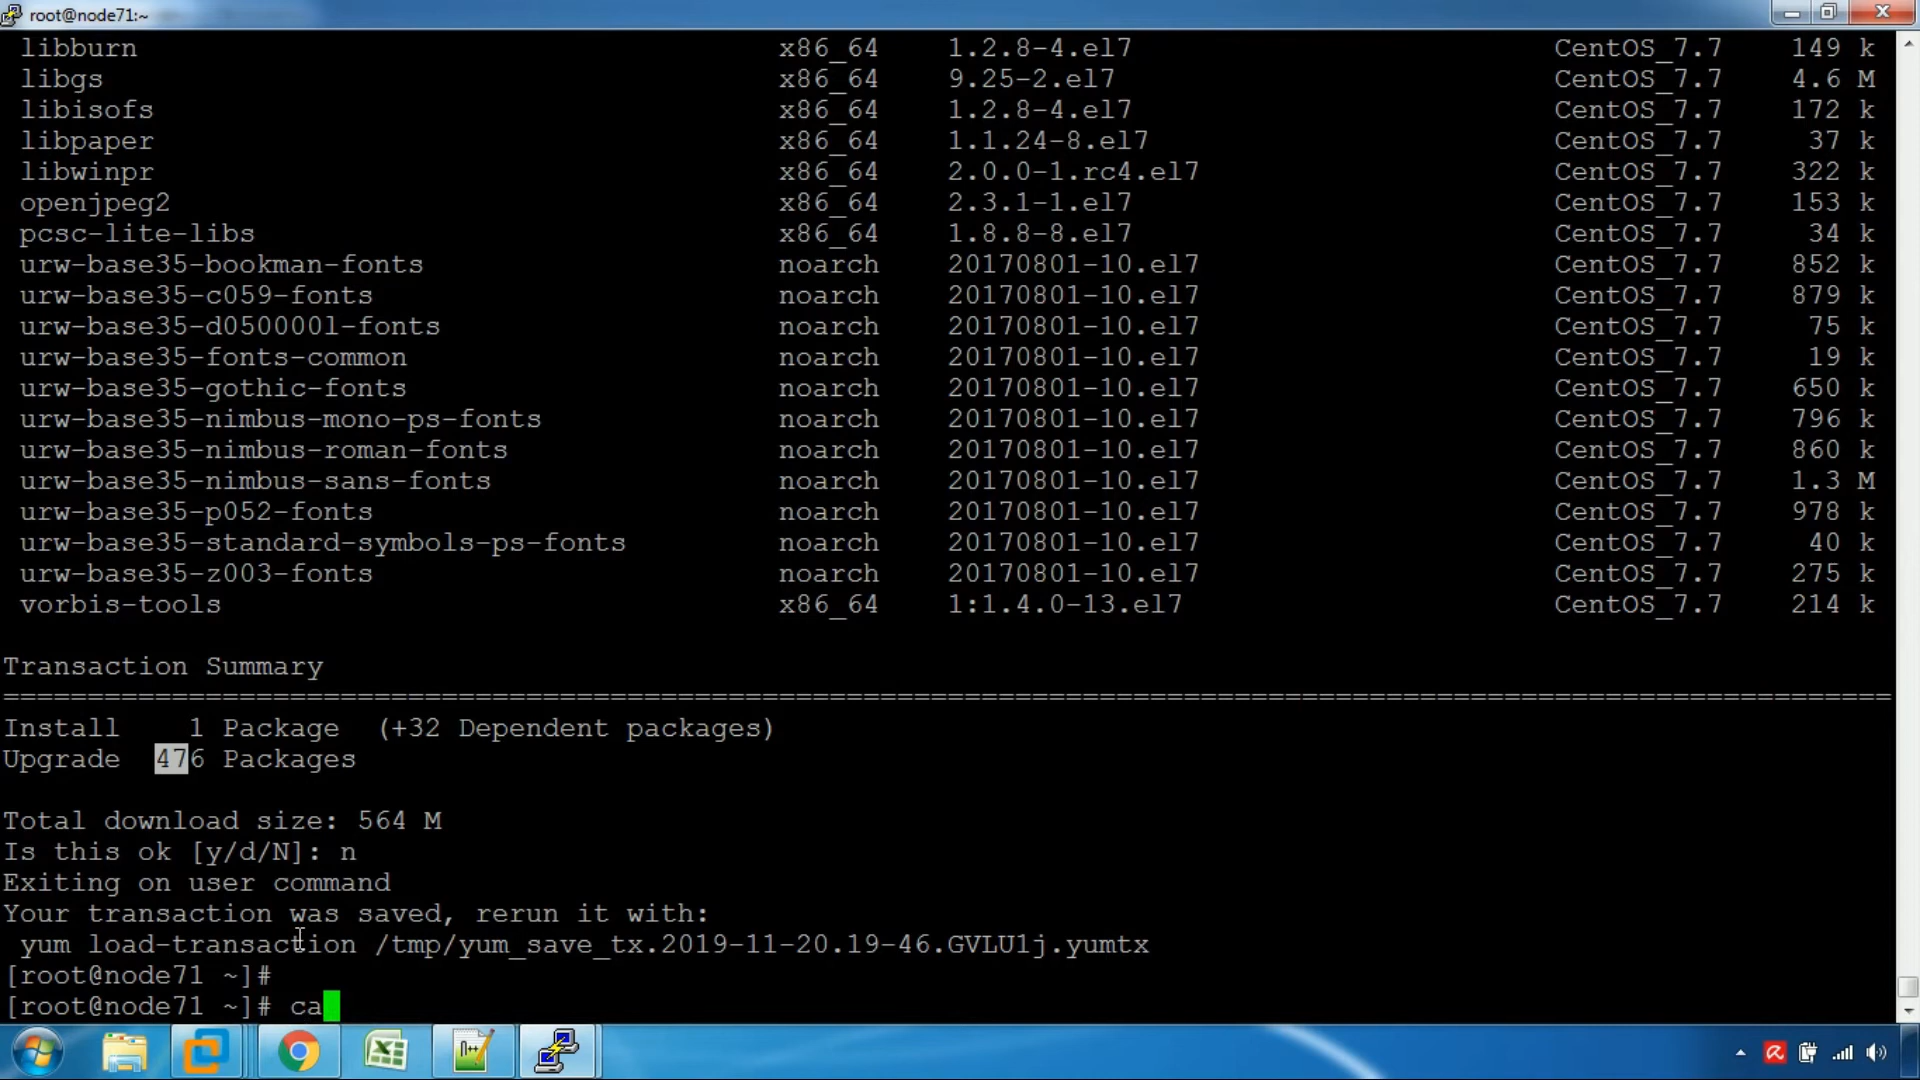 root@node71:~
libburn x86_64 1.2.8-4.el7 CentOS_7.7 149 k
libgs x86_64 9.25-2.el7 CentOS_7.7 4.6 M
libisofs x86_64 1.2.8-4.el7 CentOS_7.7 172 k
libpaper x86_64 1.1.24-8.el7 CentOS_7.7 37 k
libwinpr x86_64 2.0.0-1.rc4.el7 CentOS_7.7 322 k
openjpeg2 x86_64 2.3.1-1.el7 CentOS_7.7 153 k
pcsc-lite-libs x86_64 1.8.8-8.el7 CentOS_7.7 34 k
urw-base35-bookman-fonts noarch 20170801-10.el7 CentOS_7.7 852 k
urw-base35-c059-fonts noarch 20170801-10.el7 CentOS_7.7 879 k
urw-base35-d050000l-fonts noarch 20170801-10.el7 CentOS_7.7 75 k
urw-base35-fonts-common noarch 20170801-10.el7 CentOS_7.7 19 k
urw-base35-gothic-fonts noarch 20170801-10.el7 CentOS_7.7 650 k
urw-base35-nimbus-mono-ps-fonts noarch 20170801-10.el7 CentOS_7.7 796 k
urw-base35-nimbus-roman-fonts noarch 20170801-10.el7 CentOS_7.7 860 k
urw-base35-nimbus-sans-fonts noarch 20170801-10.el7 CentOS_7.7 1.3 M
urw-base35-p052-fonts noarch 20170801-10.el7 CentOS_7.7 978 k
urw-base35-standard-symbols-ps-fonts noarch 20170801-10.el7 CentOS_7.7 40 k
urw-base35-z003-fonts noarch 20170801-10.el7 CentOS_7.7 275 k
vorbis-tools x86_64 1:1.4.0-13.el7 CentOS_7.7 214 k
Transaction Summary
================================================================================================================
Install 1 Package (+32 Dependent packages)
Upgrade 476 Packages
Total download size: 564 M
Is this ok [y/d/N]: n
Exiting on user command
Your transaction was saved, rerun it with:
yum load-transaction /tmp/yum_save_tx.2019-11-20.19-46.GVLU1j.yumtx
[root@node71 ~]#
[root@node71 ~]# ca